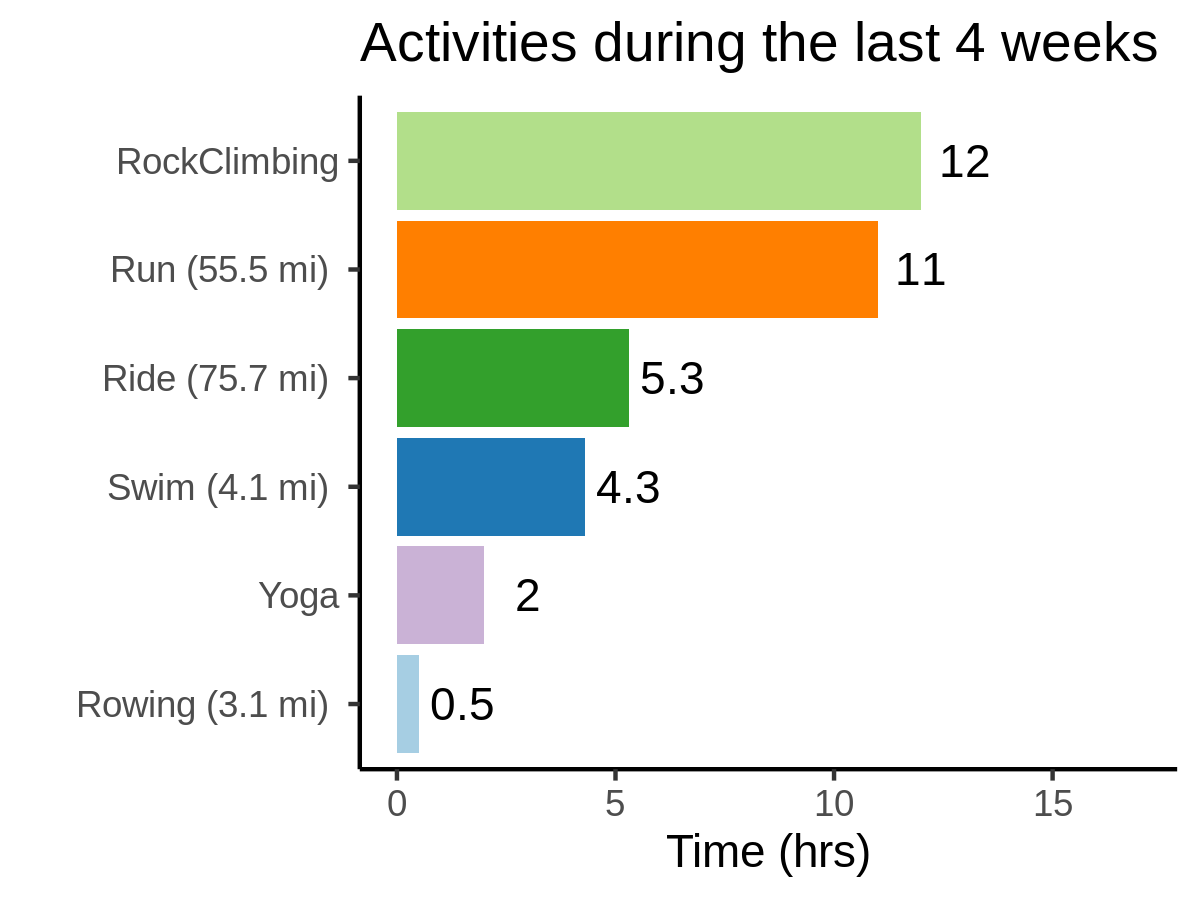 Activities during the last 4 weeks
RockClimbing 12
Run (55.5 mi) 11
Ride (75.7 mi) 5.3
Swim (4.1 mi) 4.3
Yoga 2
Rowing (3.1 mi) 0.5
0 5 10 15
Time (hrs)